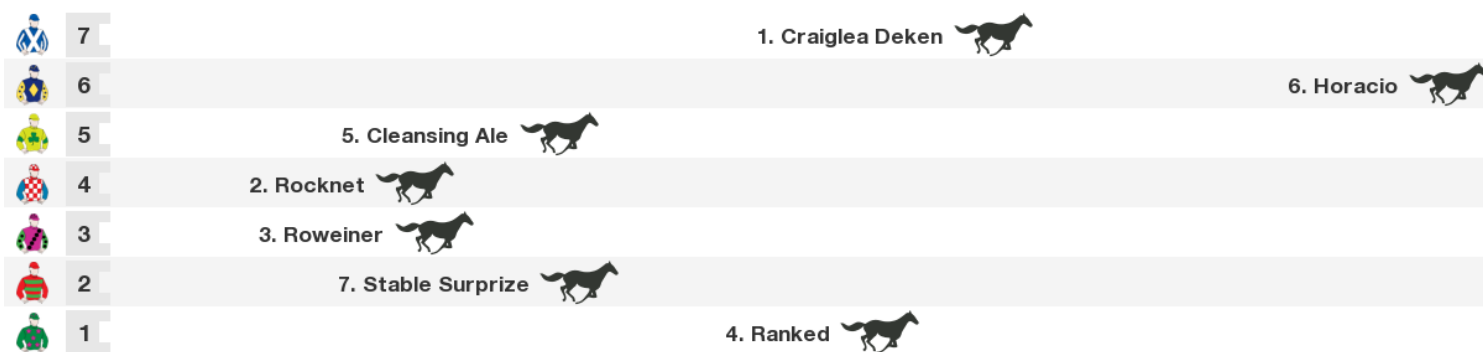 7 1. Craiglea Deken
6 6. Horacio
5 5. Cleansing Ale
4 2. Rocknet
3 3. Roweiner
2 7. Stable Surprize
1 4. Ranked